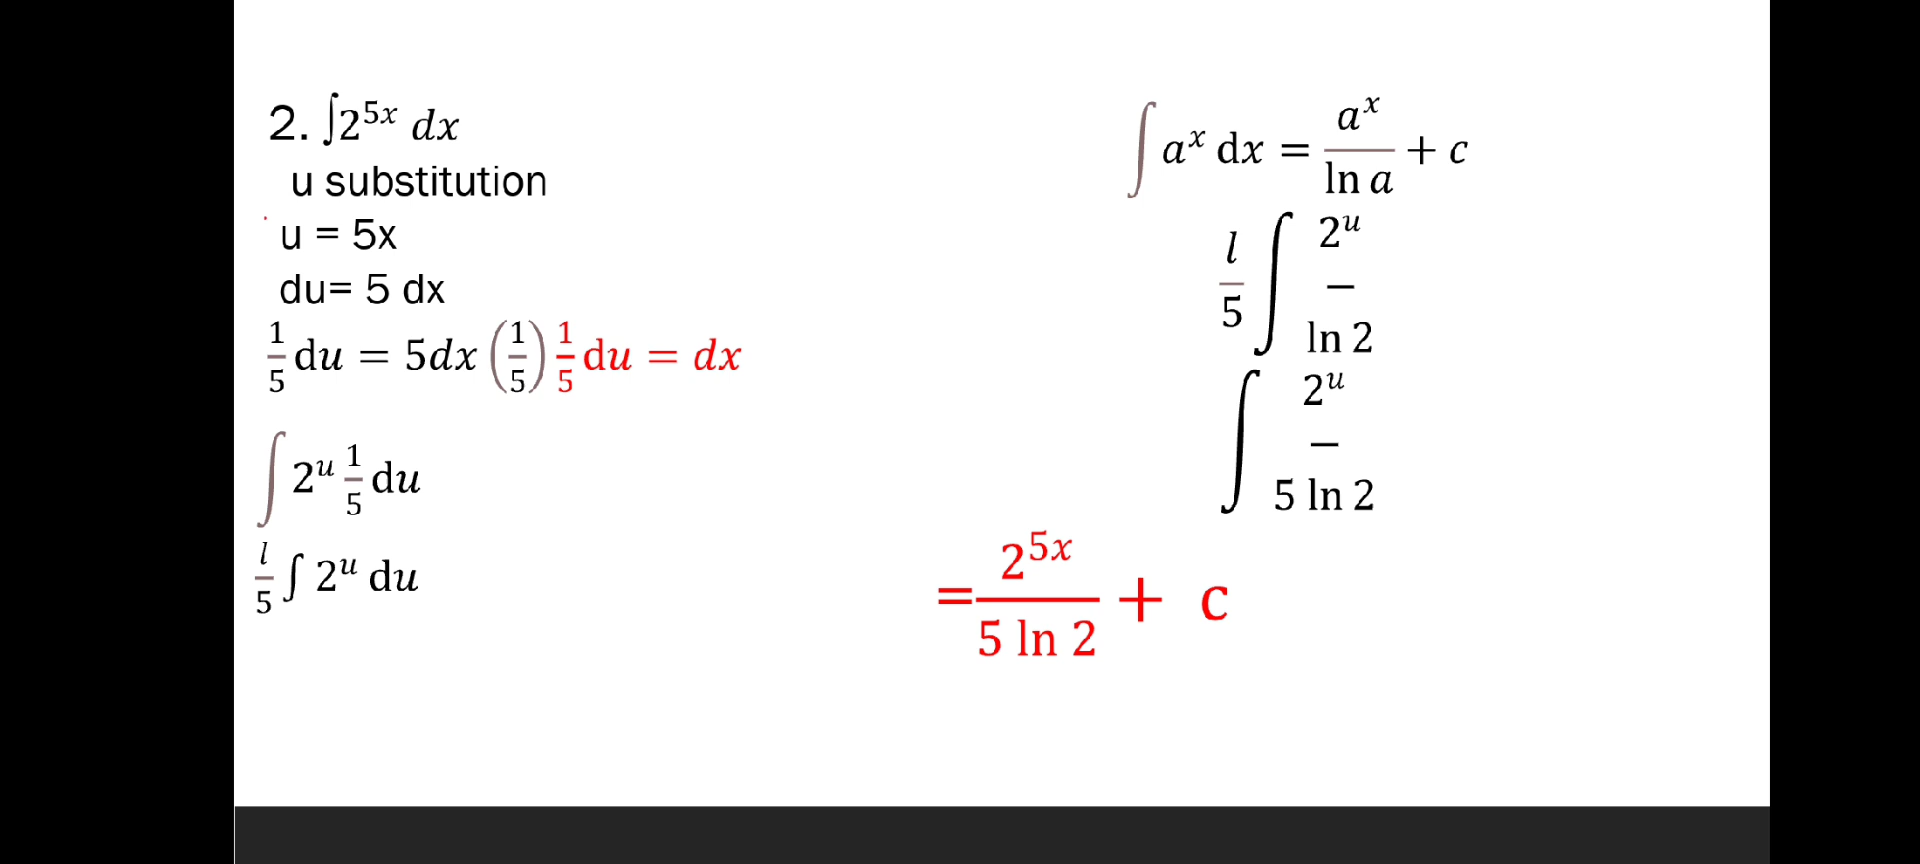 2. ∫2^{5x} dx
u substitution
u = 5x
du= 5 dx
1/5 du = 5dx (1/5) 1/5 du = dx
∫ 2^u 1/5 du
l/5 ∫ 2^u du
∫ a^x dx = a^x / ln a + c
l/5 ∫ 2^u / ln 2
∫ 2^u / 5 ln 2
= 2^{5x} / 5 ln 2 + c